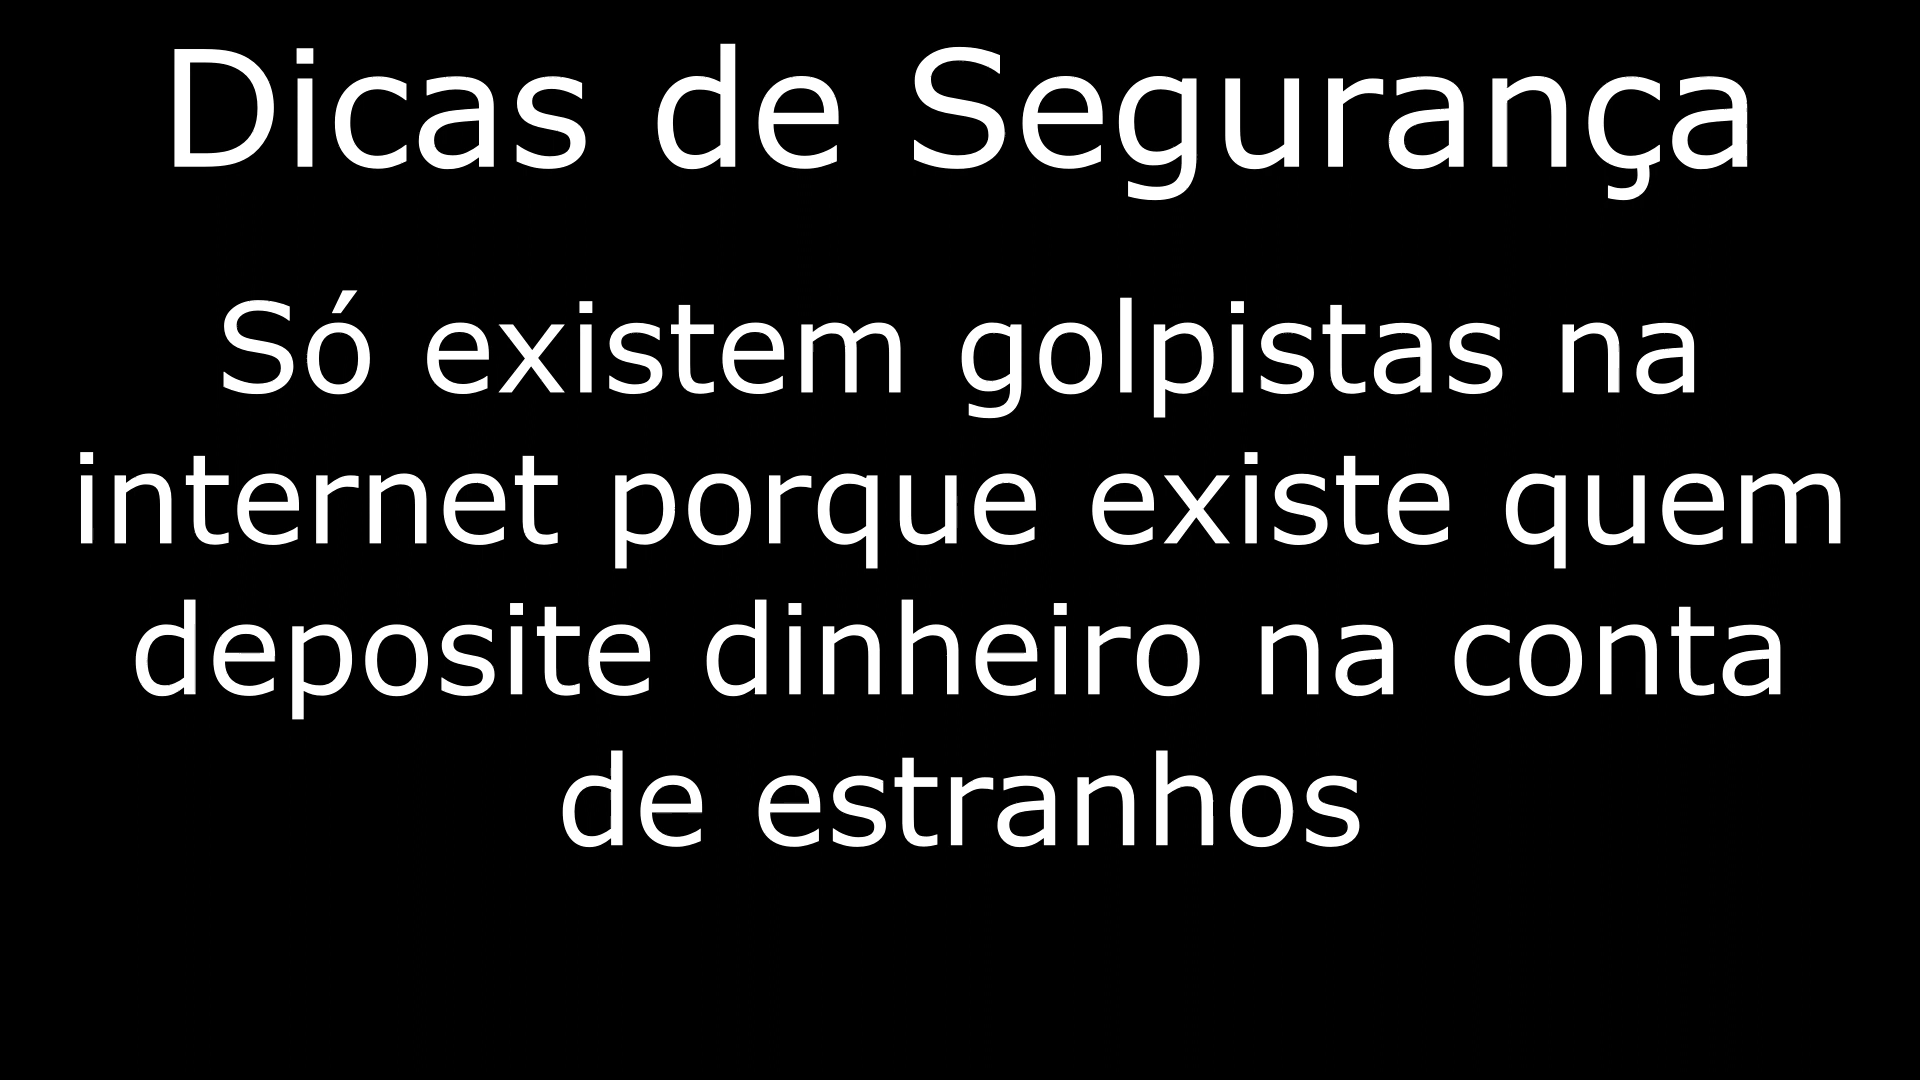 Dicas de Segurança
Só existem golpistas na
internet porque existe quem
deposite dinheiro na conta
de estranhos